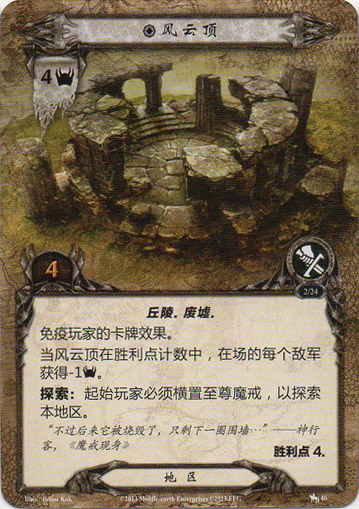 风云顶
4
4
2/24
丘陵. 废墟.
免疫玩家的卡牌效果。
当风云顶在胜利点计数中，在场的每个敌军
获得-1
探索：起始玩家必须横置至尊魔戒，以探索
本地区。
“不过后来它被烧毁了，只剩下一圈围墙…”——神行
客，《魔戒现身》
胜利点 4.
地区
Illus. Julian Kok
©2013 Middle-earth Enterprises ©2013 FFG
46